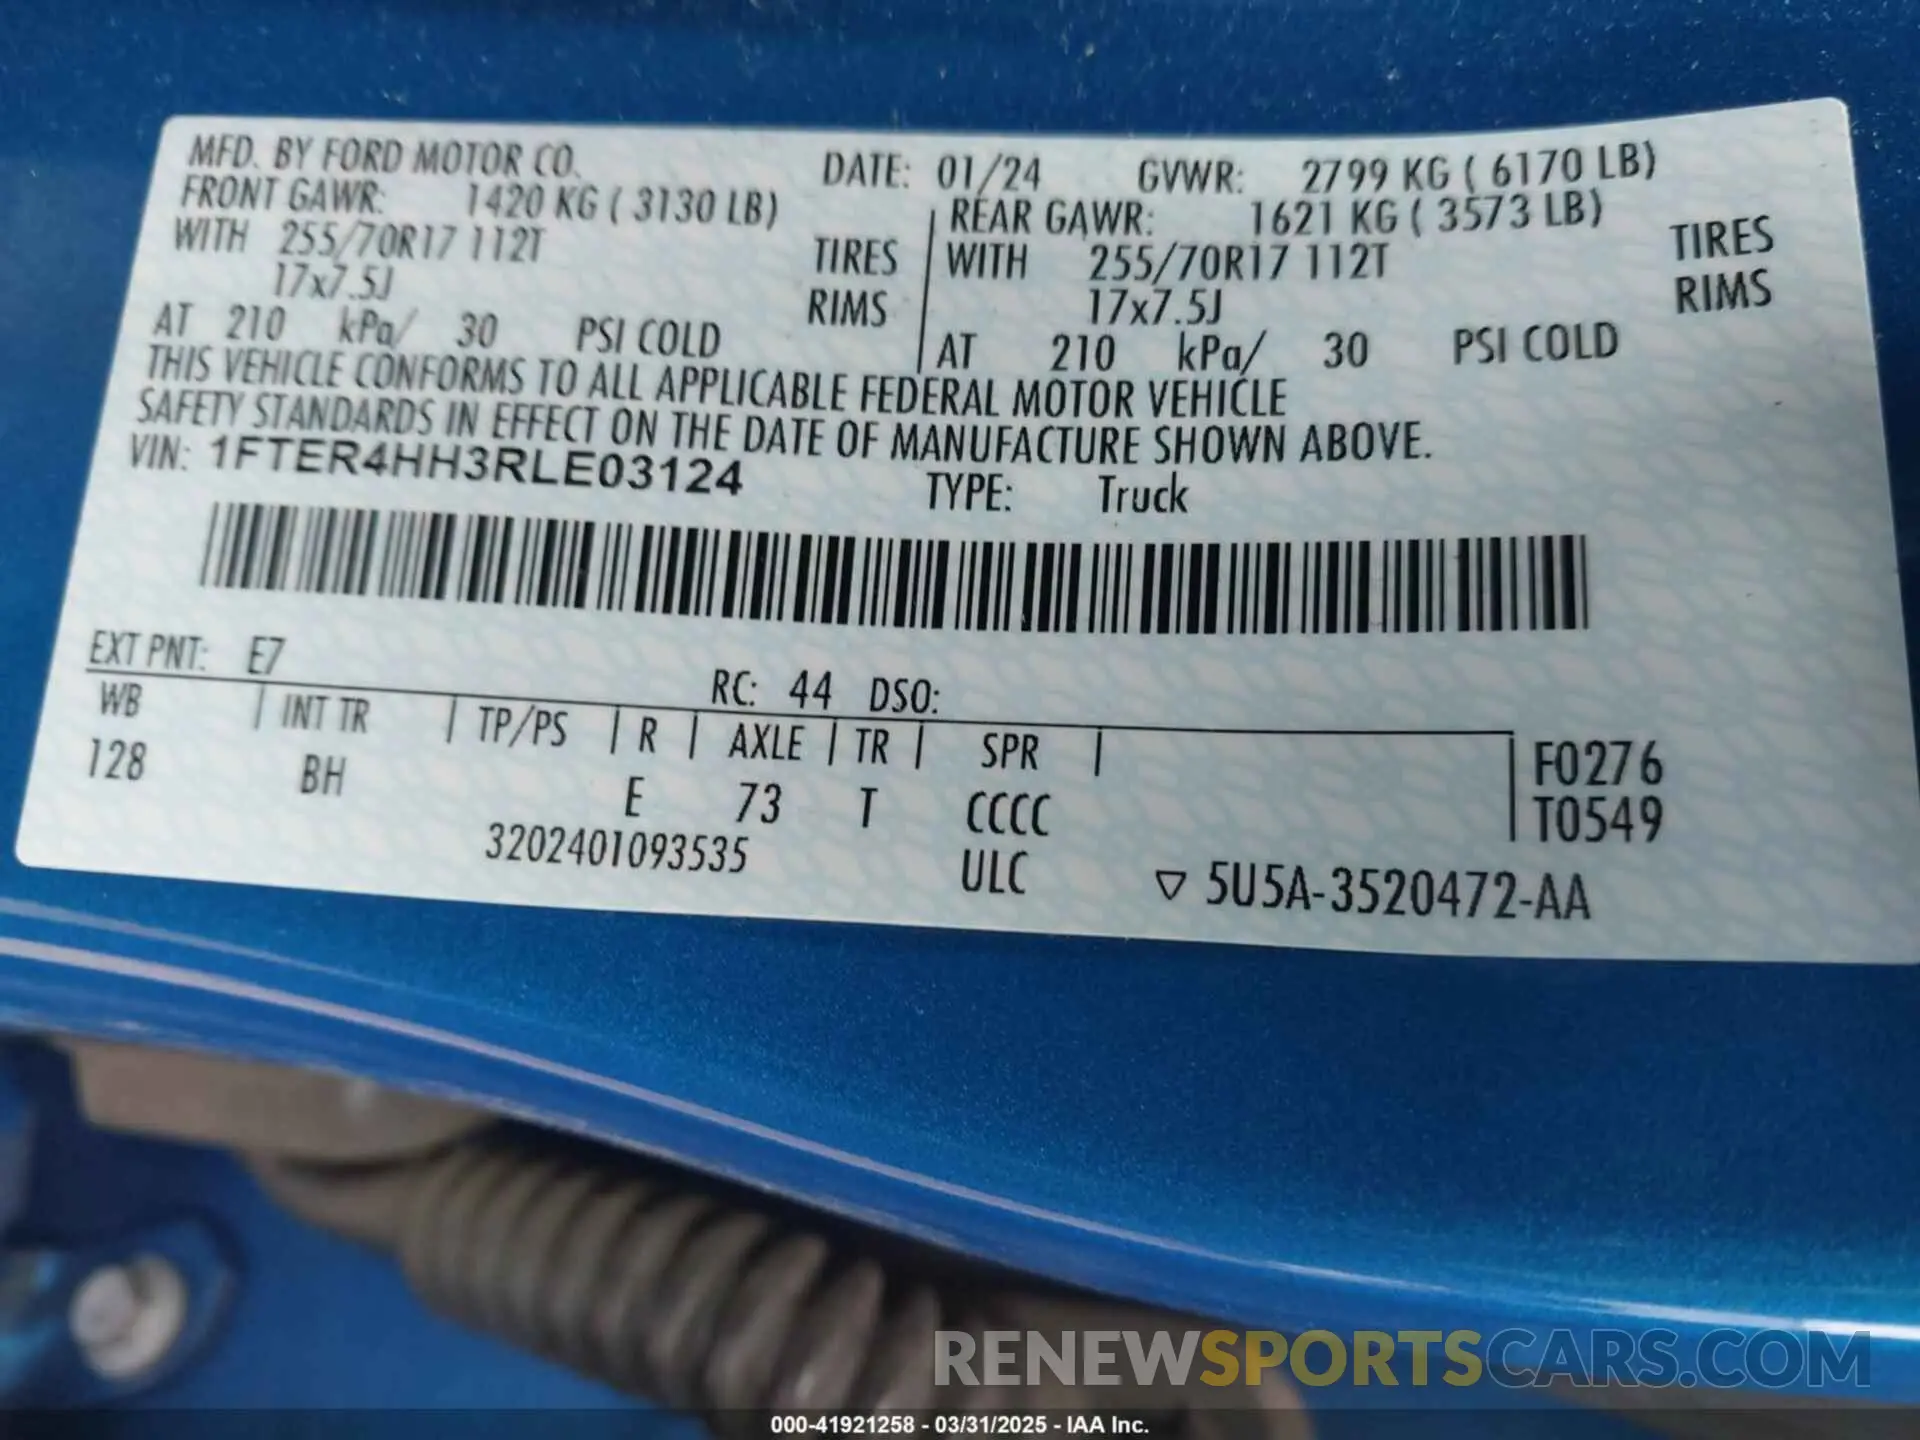 MFD. BY FORD MOTOR CO. DATE: 01/24 GVWR: 2799 KG ( 6170 LB)
FRONT GAWR: 1420 KG ( 3130 LB) REAR GAWR: 1621 KG ( 3573 LB)
WITH 255/70R17 112T TIRES WITH 255/70R17 112T TIRES
17x7.5J RIMS 17x7.5J RIMS
AT 210 kPa/ 30 PSI COLD AT 210 kPa/ 30 PSI COLD
THIS VEHICLE CONFORMS TO ALL APPLICABLE FEDERAL MOTOR VEHICLE
SAFETY STANDARDS IN EFFECT ON THE DATE OF MANUFACTURE SHOWN ABOVE.
VIN: 1FTER4HH3RLE03124 TYPE: Truck
EXT PNT: E7 RC: 44 DSO:
WB INT TR TP/PS R AXLE TR SPR F0276
128 BH E 73 T CCCC T0549
3202401093535 ULC ▽ 5U5A-3520472-AA
RENEWSPORTSCARS.COM
000-41921258 - 03/31/2025 - IAA Inc.